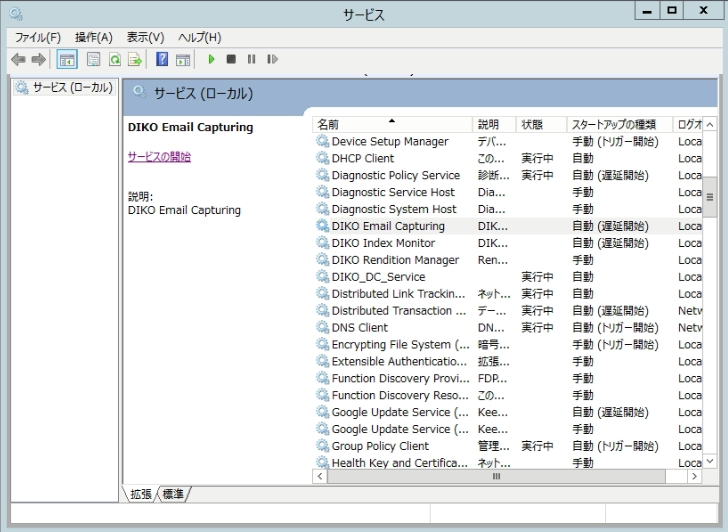 サービス
ファイル(F) 操作(A) 表示(V) ヘルプ(H)
サービス (ローカル)
サービス (ローカル)
DIKO Email Capturing
サービスの開始
説明:
DIKO Email Capturing
名前 説明 状態 スタートアップの種類 ログオ
Device Setup Manager デバ... 手動 (トリガー開始) Loca
DHCP Client この... 実行中 自動 Loca
Diagnostic Policy Service 診断... 実行中 自動 (遅延開始) Loca
Diagnostic Service Host Dia... 手動 Loca
Diagnostic System Host Dia... 手動 Loca
DIKO Email Capturing DIK... 自動 (遅延開始) Loca
DIKO Index Monitor DIK... 自動 (遅延開始) Loca
DIKO Rendition Manager Ren... 手動 Loca
DIKO_DC_Service 実行中 自動 Loca
Distributed Link Trackin... ネット... 実行中 自動 Loca
Distributed Transaction ... デー... 実行中 自動 (遅延開始) Netw
DNS Client DN... 実行中 自動 (トリガー開始) Netw
Encrypting File System (... 暗号... 手動 (トリガー開始) Loca
Extensible Authenticatio... 拡張... 手動 Loca
Function Discovery Provi... FDP... 手動 Loca
Function Discovery Reso... この... 手動 Loca
Google Update Service (... Kee... 自動 (遅延開始) Loca
Google Update Service (... Kee... 手動 Loca
Group Policy Client 管理... 実行中 自動 (トリガー開始) Loca
Health Key and Certifica... ネット... 手動 Loca
拡張 標準